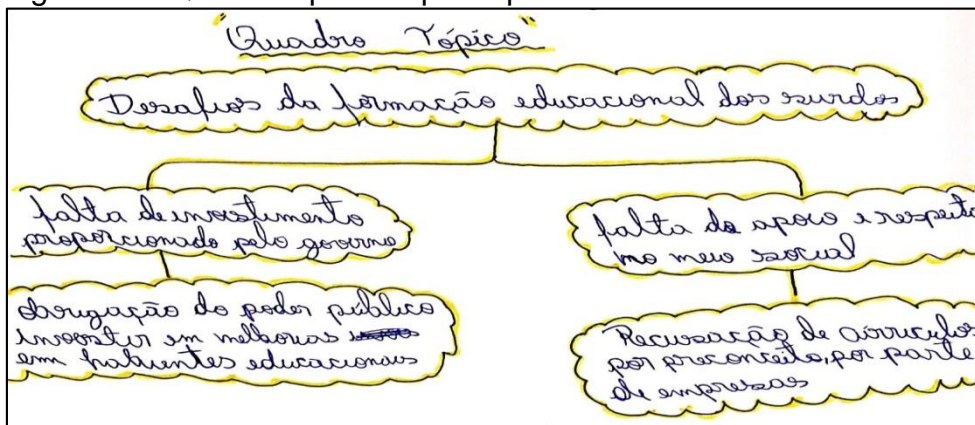 "Quadro Tópico"
Desafios da formação educacional dos surdos
falta de investimento
proporcionado pelo governo
obrigação do poder público
investir em melhorias
em habientes educacionais
falta de apoio e respeito
no meio social
Recusação de currículos
por preconceito, por parte
de empresas